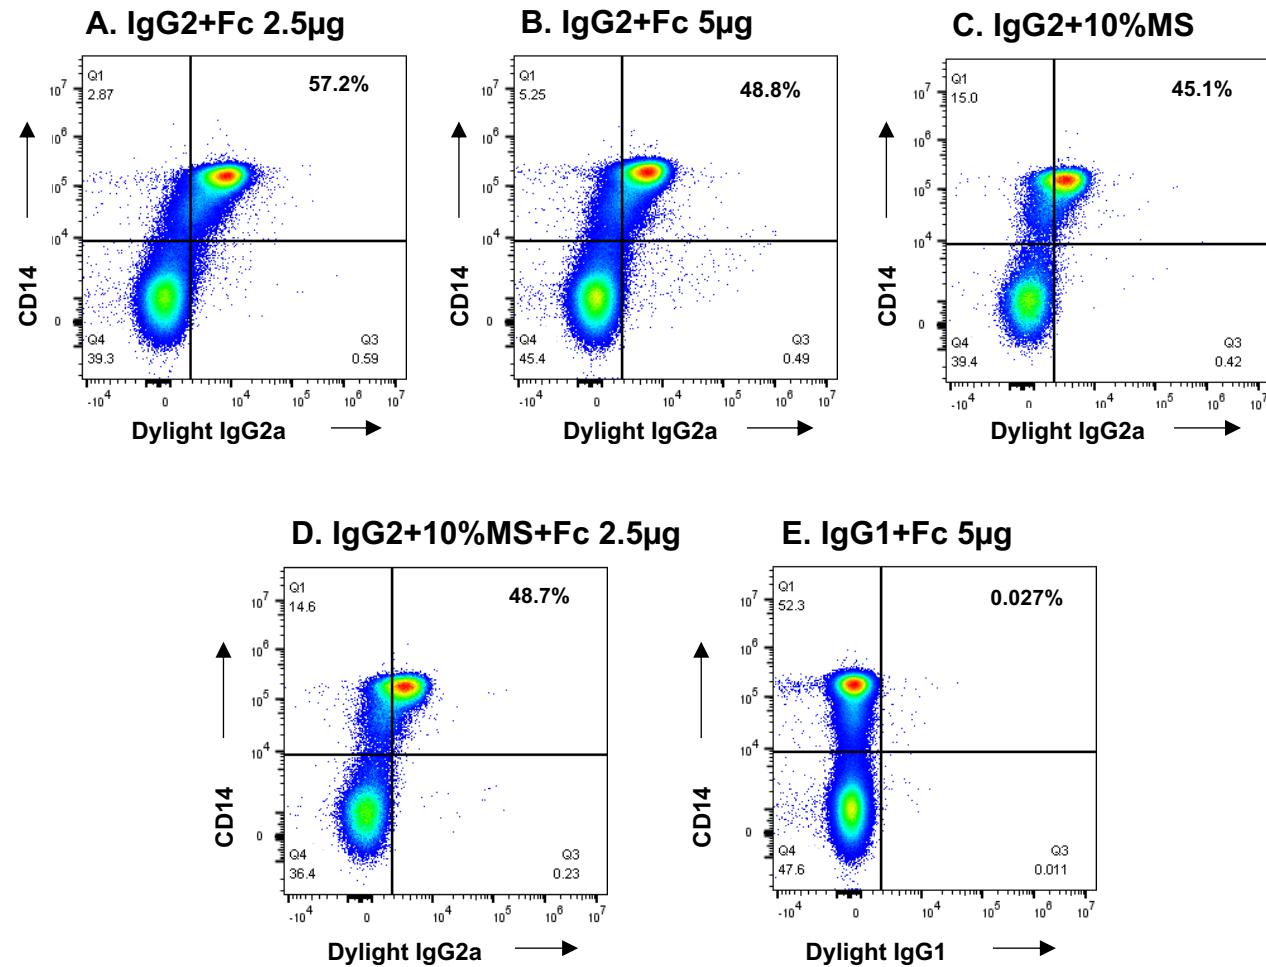 A. IgG2+Fc 2.5µg
B. IgG2+Fc 5µg
C. IgG2+10%MS
Q1
2.87
57.2%
10^7
10^6
10^5
10^4
0
Q4
39.3
Q3
0.59
-10^4 0 10^4 10^5 10^6 10^7
CD14
Dylight IgG2a
Q1
5.25
48.8%
10^7
10^6
10^5
10^4
0
Q4
45.4
Q3
0.49
-10^4 0 10^4 10^5 10^6 10^7
CD14
Dylight IgG2a
Q1
15.0
45.1%
10^7
10^6
10^5
10^4
0
Q4
39.4
Q3
0.42
-10^4 0 10^4 10^5 10^6 10^7
CD14
Dylight IgG2a
D. IgG2+10%MS+Fc 2.5µg
E. IgG1+Fc 5µg
Q1
14.6
48.7%
10^7
10^6
10^5
10^4
0
Q4
36.4
Q3
0.23
-10^4 0 10^4 10^5 10^6 10^7
CD14
Dylight IgG2a
Q1
52.3
0.027%
10^7
10^6
10^5
10^4
0
Q4
47.6
Q3
0.011
-10^4 0 10^4 10^5 10^6 10^7
CD14
Dylight IgG1